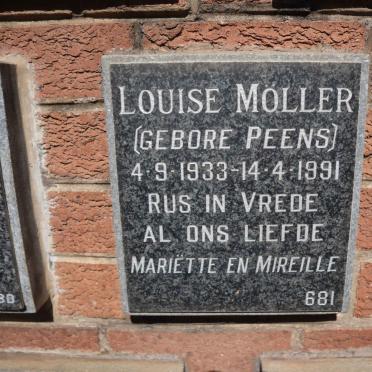 LOUISE MOLLER
(GEBORE PEENS)
4·9·1933-14·4·1991
RUS IN VREDE
AL ONS LIEFDE
MARIËTTE EN MIREILLE
681